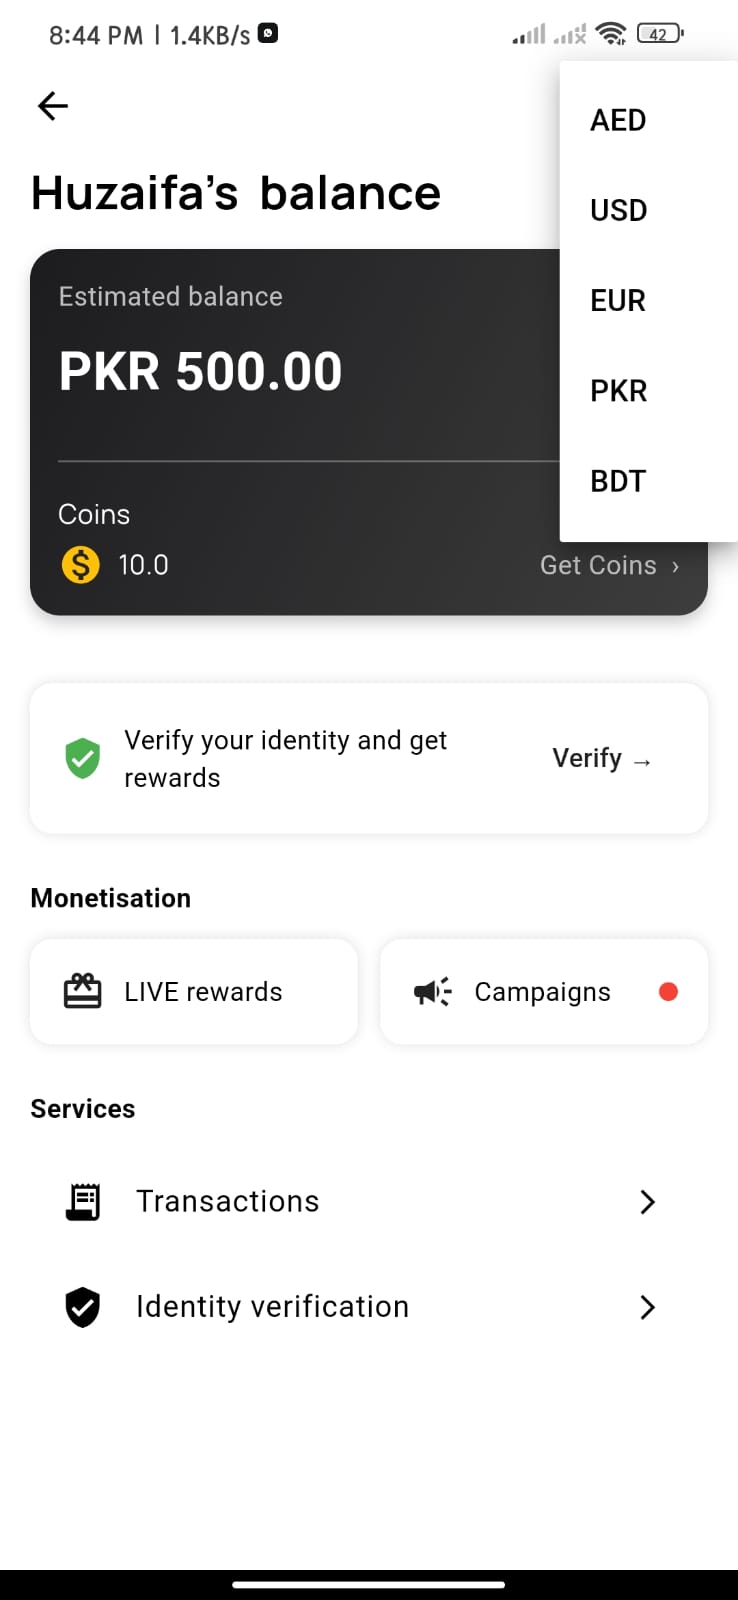 8:44 PM | 1.4KB/s
42
AED
USD
EUR
PKR
BDT
Huzaifa's balance
Estimated balance
PKR 500.00
Coins
$ 10.0
Get Coins ›
Verify your identity and get
rewards
Verify →
Monetisation
LIVE rewards
Campaigns
Services
Transactions
Identity verification